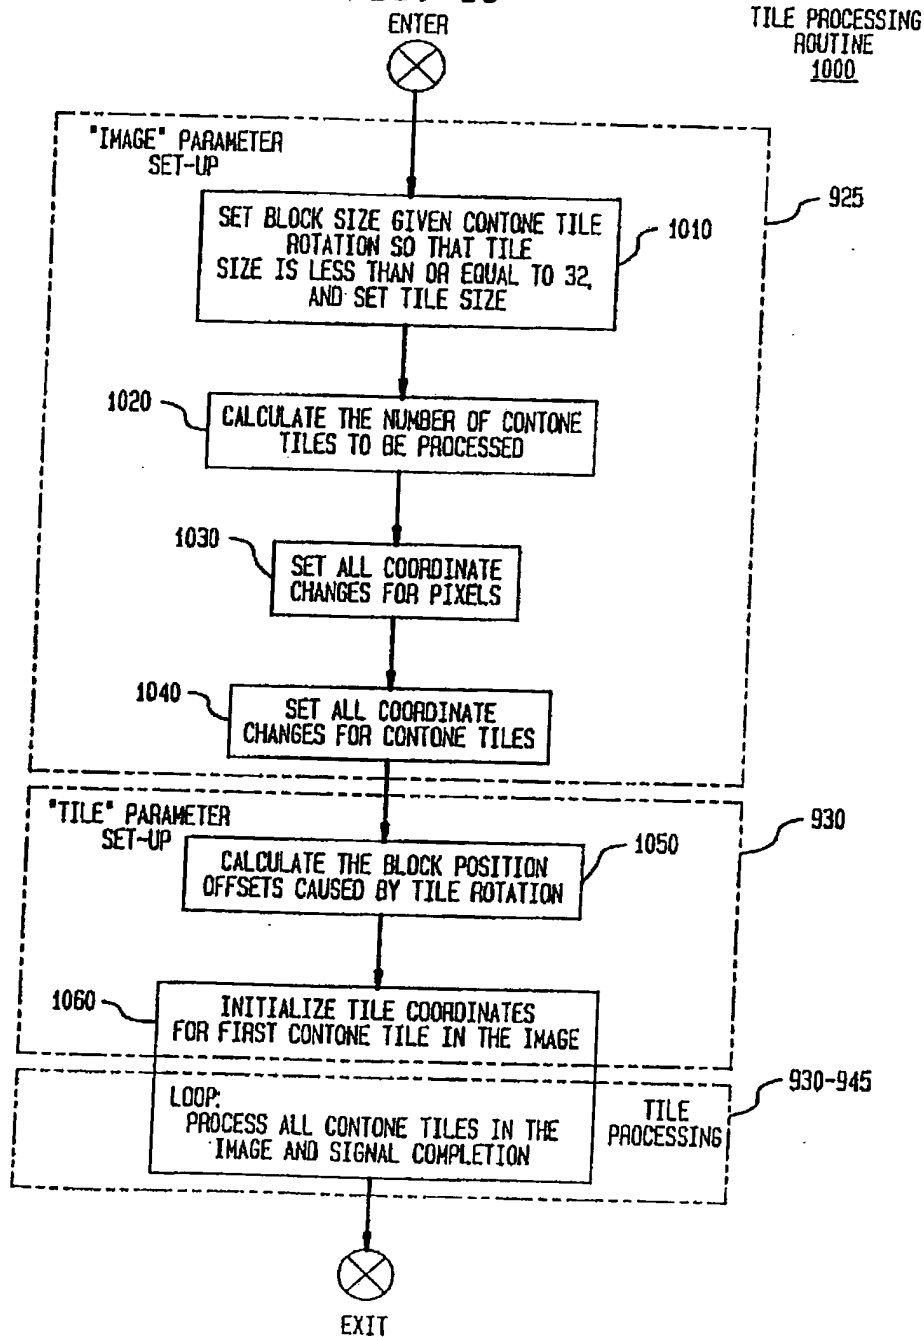 ENTER
TILE PROCESSING
ROUTINE
1000
"IMAGE" PARAMETER
SET-UP
925
SET BLOCK SIZE GIVEN CONTONE TILE
ROTATION SO THAT TILE
SIZE IS LESS THAN OR EQUAL TO 32,
AND SET TILE SIZE
1010
1020
CALCULATE THE NUMBER OF CONTONE
TILES TO BE PROCESSED
1030
SET ALL COORDINATE
CHANGES FOR PIXELS
1040
SET ALL COORDINATE
CHANGES FOR CONTONE TILES
"TILE" PARAMETER
SET-UP
930
CALCULATE THE BLOCK POSITION
OFFSETS CAUSED BY TILE ROTATION
1050
1060
INITIALIZE TILE COORDINATES
FOR FIRST CONTONE TILE IN THE IMAGE
930-945
LOOP:
PROCESS ALL CONTONE TILES IN THE
IMAGE AND SIGNAL COMPLETION
TILE
PROCESSING
EXIT